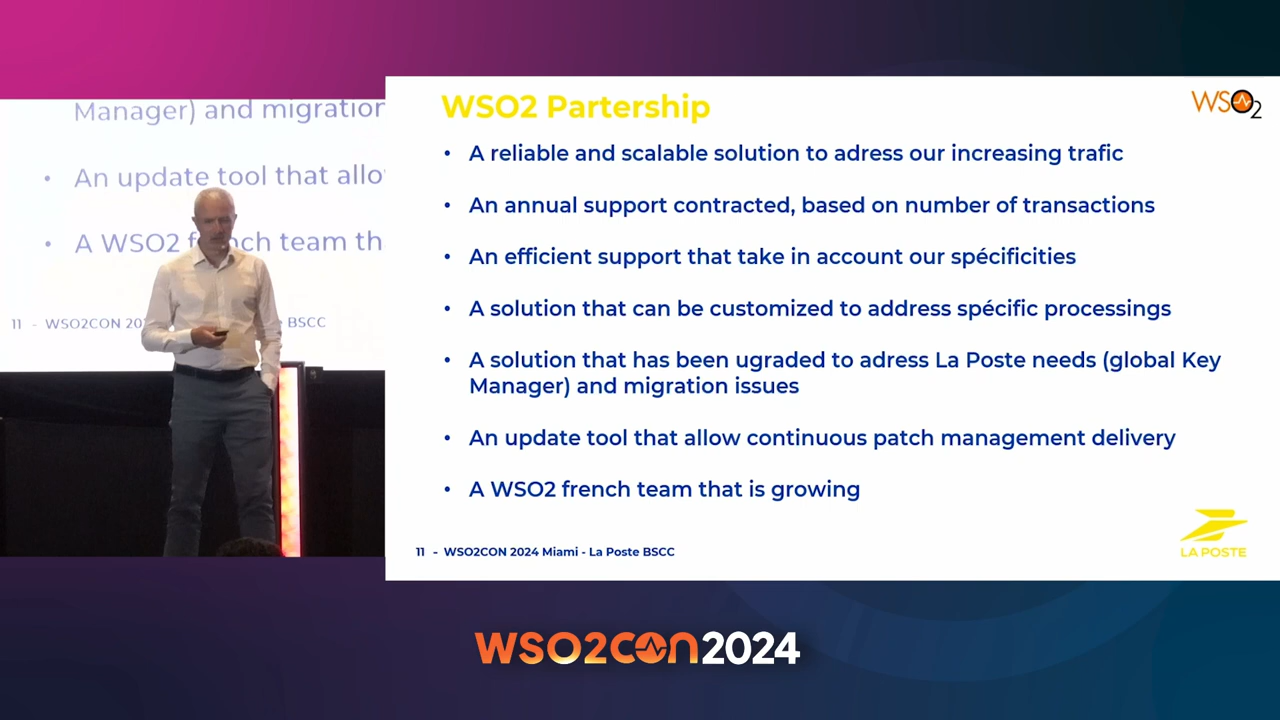 Manager) and migration
• An update tool that allo
• A WSO2 french team th
11 - WSO2CON 20
BSCC
WSO2 Partership
WSO2
• A reliable and scalable solution to adress our increasing trafic
• An annual support contracted, based on number of transactions
• An efficient support that take in account our spécificities
• A solution that can be customized to address spécific processings
• A solution that has been ugraded to adress La Poste needs (global Key
Manager) and migration issues
• An update tool that allow continuous patch management delivery
• A WSO2 french team that is growing
LA POSTE
11 - WSO2CON 2024 Miami - La Poste BSCC
WSO2CON2024